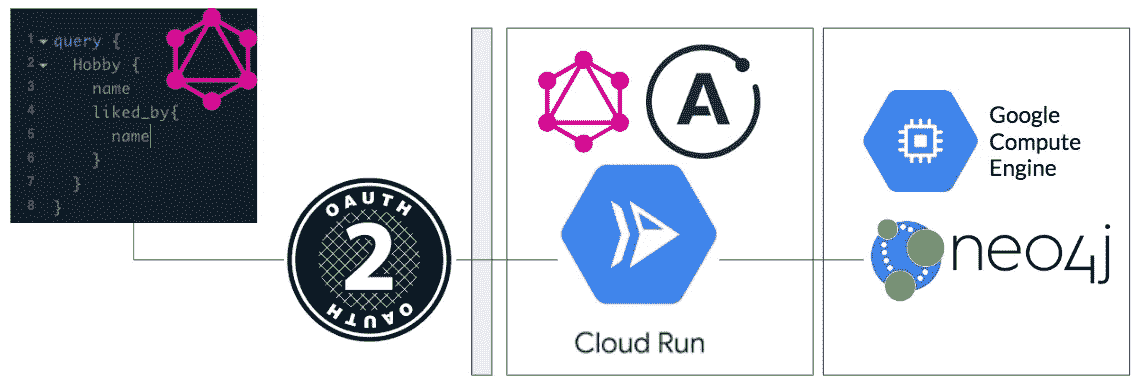 1 query {
2 Hobby {
3 name
4 liked_by{
5 name
6 }
7 }
8 }
OAUTH
2
OAUTH
A
Cloud Run
Google
Compute
Engine
neo4j